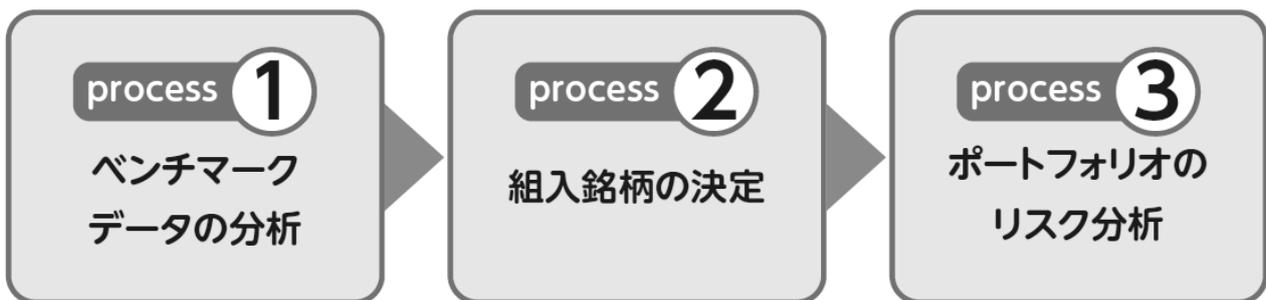 process 1
ベンチマーク
データの分析
process 2
組入銘柄の決定
process 3
ポートフォリオの
リスク分析